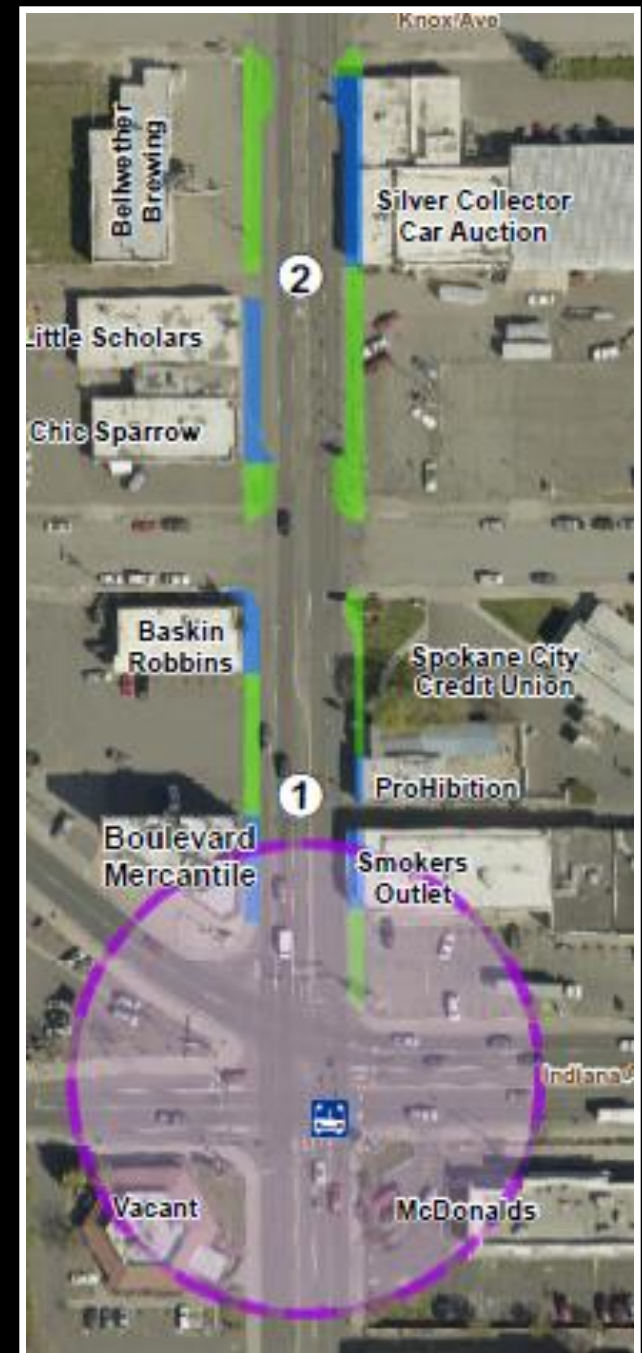 Knox Ave
Bellwether
Brewing
Silver Collector
Car Auction
2
Little Scholars
Chic Sparrow
Baskin
Robbins
Spokane City
Credit Union
1
ProHibition
Boulevard
Mercantile
Smokers
Outlet
Indiana A
Vacant
McDonalds